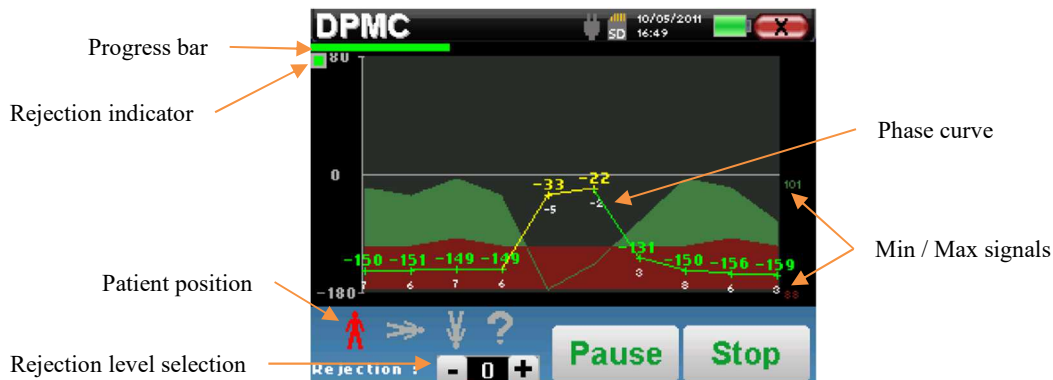 DPMC
SD
10/05/2011
16:49
X
Progress bar
80
Rejection indicator
Phase curve
0
-33
-22
-5
-2
101
-131
Min / Max signals
-150 -151 -149 -149
-150 -156 -159
3
7 6 7 6
8 6 3
Patient position
-180
88
?
Rejection level selection
Rejection :
- 0 +
Pause
Stop